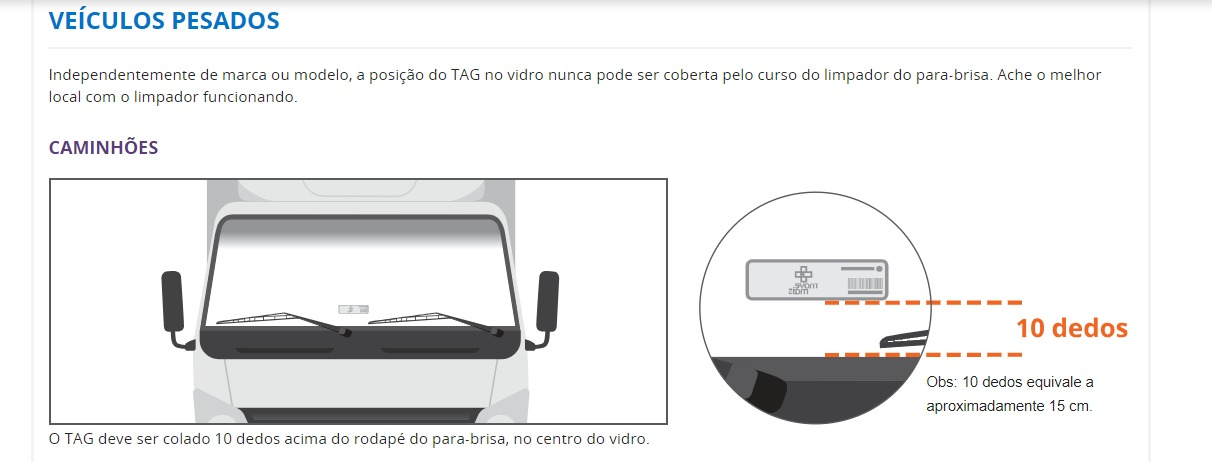 VEÍCULOS PESADOS
Independentemente de marca ou modelo, a posição do TAG no vidro nunca pode ser coberta pelo curso do limpador do para-brisa. Ache o melhor
local com o limpador funcionando.
CAMINHÕES
move
mais
10 dedos
Obs: 10 dedos equivale a
aproximadamente 15 cm.
O TAG deve ser colado 10 dedos acima do rodapé do para-brisa, no centro do vidro.